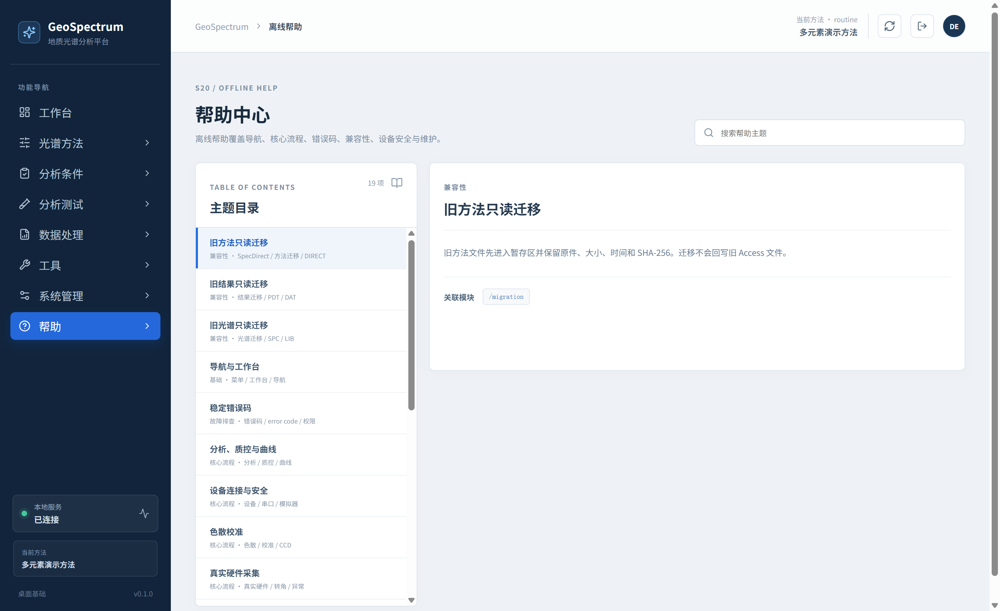 GeoSpectrum
地质光谱分析平台
功能导航
工作台
光谱方法
分析条件
分析测试
数据处理
工具
系统管理
帮助
本地服务
已连接
当前方法
多元素演示方法
桌面基础 v0.1.0
GeoSpectrum > 离线帮助
当前方法 • routine
多元素演示方法
DE
S20 / OFFLINE HELP
帮助中心
离线帮助覆盖导航、核心流程、错误码、兼容性、设备安全与维护。
搜索帮助主题
TABLE OF CONTENTS
19 项
主题目录
旧方法只读迁移
兼容性 • SpecDirect / 方法迁移 / DIRECT
旧结果只读迁移
兼容性 • 结果迁移 / PDT / DAT
旧光谱只读迁移
兼容性 • 光谱迁移 / SPC / LIB
导航与工作台
基础 • 菜单 / 工作台 / 导航
稳定错误码
故障排查 • 错误码 / error code / 权限
分析、质控与曲线
核心流程 • 分析 / 质控 / 曲线
设备连接与安全
核心流程 • 设备 / 串口 / 模拟器
色散校准
核心流程 • 色散 / 校准 / CCD
真实硬件采集
核心流程 • 真实硬件 / 转角 / 异常
兼容性
旧方法只读迁移
旧方法文件先进入暂存区并保留原件、大小、时间和 SHA-256。迁移不会回写旧 Access 文件。
关联模块 /migration